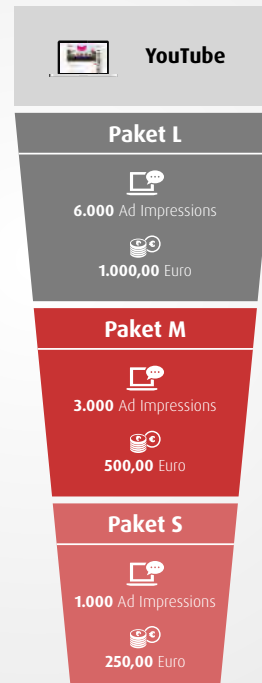 YouTube
Paket L
6.000 Ad Impressions
1.000,00 Euro
Paket M
3.000 Ad Impressions
500,00 Euro
Paket S
1.000 Ad Impressions
250,00 Euro